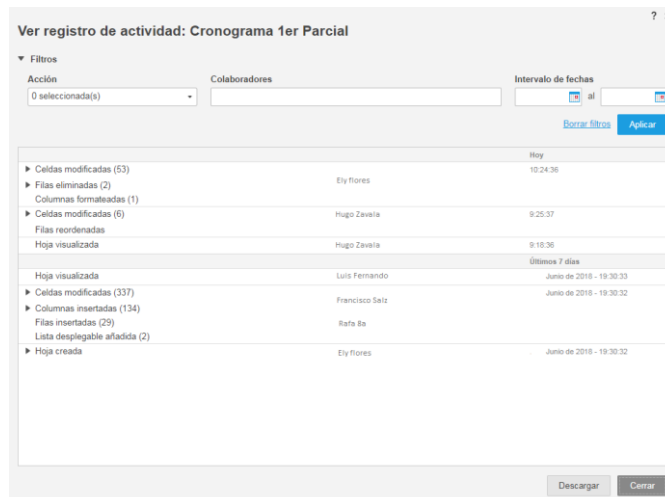 ?
Ver registro de actividad: Cronograma 1er Parcial
Filtros
Acción Colaboradores Intervalo de fechas
0 seleccionada(s) al
Borrar filtros Aplicar
Hoy
Celdas modificadas (53) 10:24:36
Filas eliminadas (2) Ely flores
Columnas formateadas (1)
Celdas modificadas (6) Hugo Zavala 9:25:37
Filas reordenadas
Hoja visualizada Hugo Zavala 9:18:36
Últimos 7 días
Hoja visualizada Luis Fernando Junio de 2018 - 19:30:33
Celdas modificadas (337) Junio de 2018 - 19:30:32
Columnas insertadas (134) Francisco Salz
Filas insertadas (29) Rafa Ba
Lista desplegable añadida (2)
Hoja creada Ely flores Junio de 2018 - 19:30:32
Descargar Cerrar